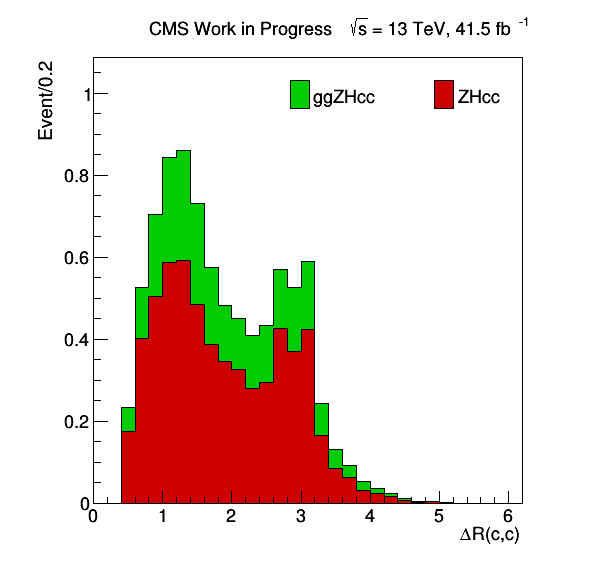 CMS Work in Progress √s = 13 TeV, 41.5 fb -1
Event/0.2
ggZHcc ZHcc
1
0.8
0.6
0.4
0.2
0
0 1 2 3 4 5 6
ΔR(c,c)